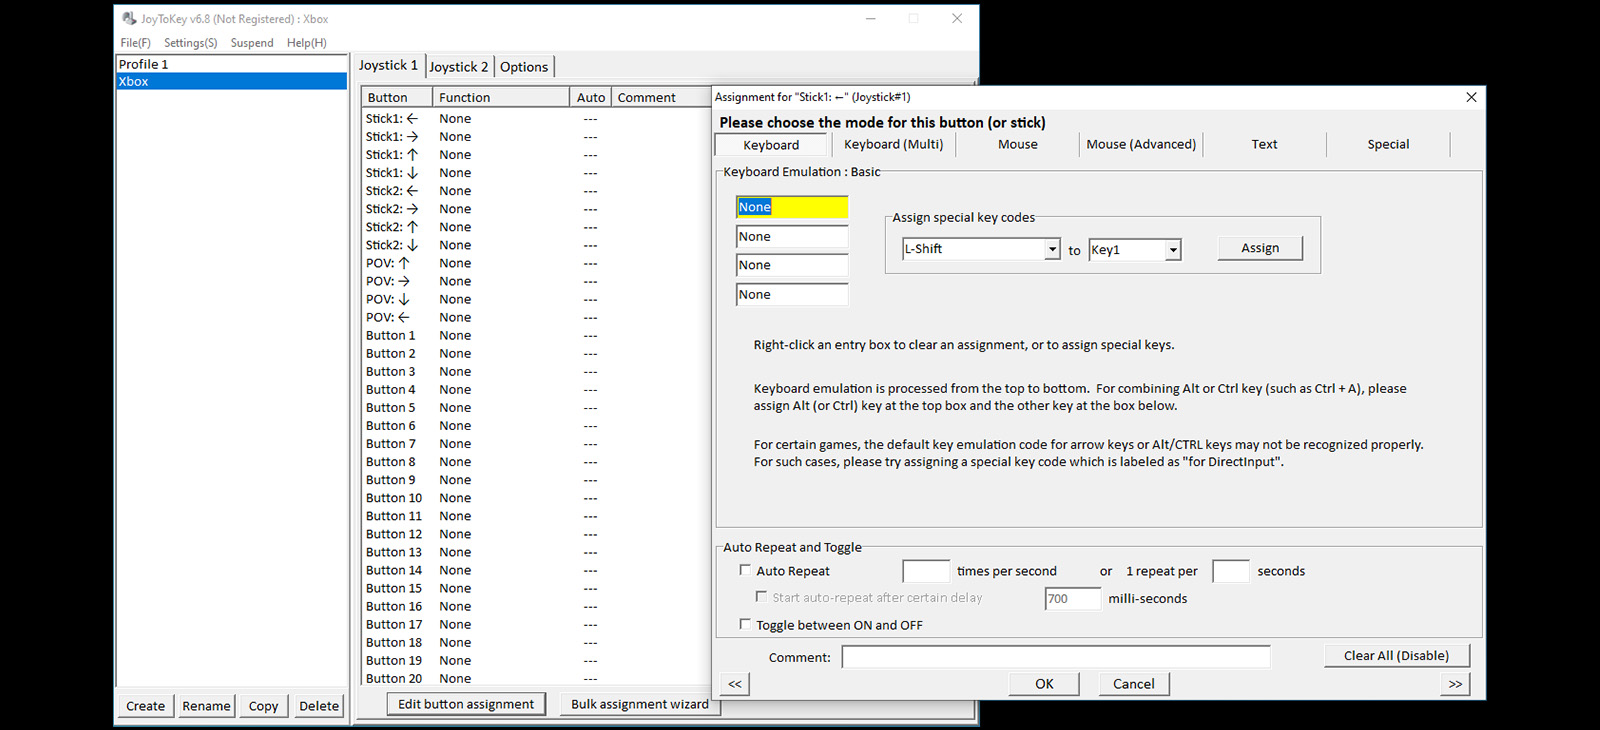 JoyToKey v6.8 (Not Registered) : Xbox
File(F) Settings(S) Suspend Help(H)
Profile 1
Xbox
Create Rename Copy Delete
Joystick 1 Joystick 2 Options
Button Function Auto Comment
Stick1: ← None ---
Stick1: → None ---
Stick1: ↑ None ---
Stick1: ↓ None ---
Stick2: ← None ---
Stick2: → None ---
Stick2: ↑ None ---
Stick2: ↓ None ---
POV: ↑ None ---
POV: → None ---
POV: ↓ None ---
POV: ← None ---
Button 1 None ---
Button 2 None ---
Button 3 None ---
Button 4 None ---
Button 5 None ---
Button 6 None ---
Button 7 None ---
Button 8 None ---
Button 9 None ---
Button 10 None ---
Button 11 None ---
Button 12 None ---
Button 13 None ---
Button 14 None ---
Button 15 None ---
Button 16 None ---
Button 17 None ---
Button 18 None ---
Button 19 None ---
Button 20 None ---
Edit button assignment Bulk assignment wizard
Assignment for "Stick1: ←" (Joystick#1)
Please choose the mode for this button (or stick)
Keyboard Keyboard (Multi) Mouse Mouse (Advanced) Text Special
Keyboard Emulation : Basic
None
None
None
None
Assign special key codes
L-Shift to Key1 Assign
Right-click an entry box to clear an assignment, or to assign special keys.
Keyboard emulation is processed from the top to bottom. For combining Alt or Ctrl key (such as Ctrl + A), please
assign Alt (or Ctrl) key at the top box and the other key at the box below.
For certain games, the default key emulation code for arrow keys or Alt/CTRL keys may not be recognized properly.
For such cases, please try assigning a special key code which is labeled as "for DirectInput".
Auto Repeat and Toggle
Auto Repeat times per second or 1 repeat per seconds
Start auto-repeat after certain delay 700 milli-seconds
Toggle between ON and OFF
Comment: Clear All (Disable)
<< OK Cancel >>